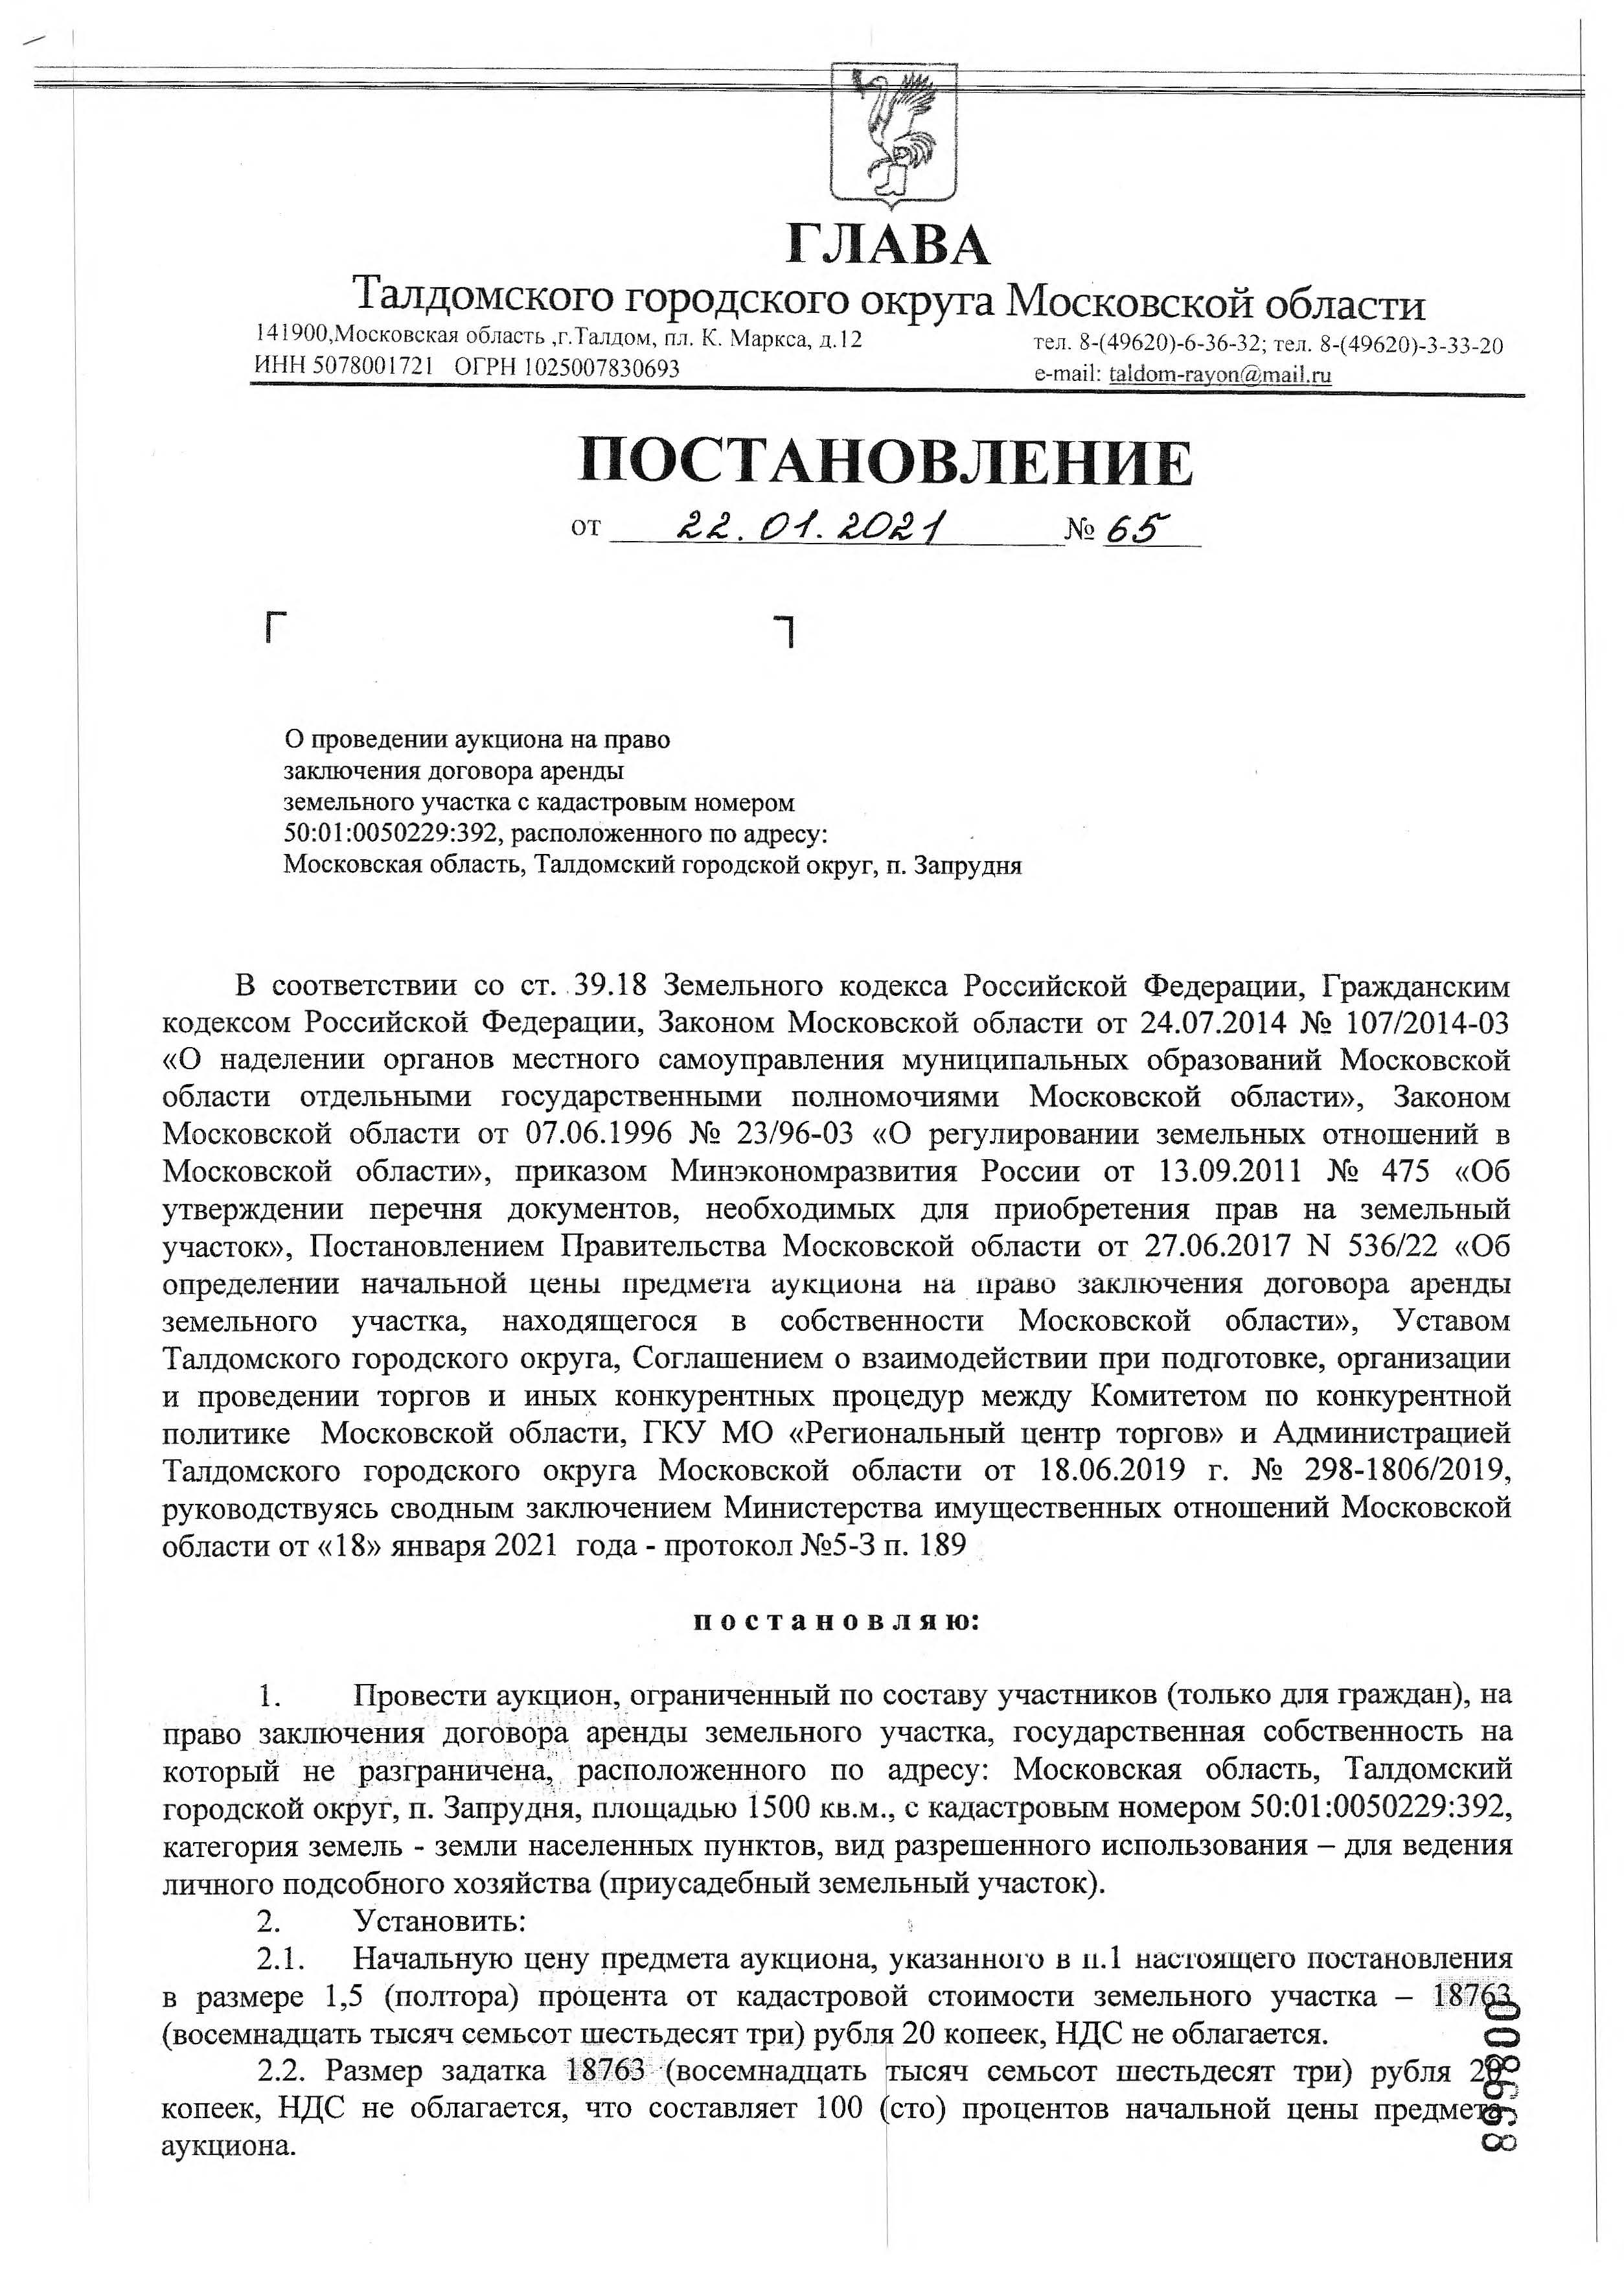 ГЛАВА
Талдомского городского округа Московской области
141900,Московская область ,г.Талдом, пл. К. Маркса, д.12 тел. 8-(49620)-6-36-32; тел. 8-(49620)-3-33-20
ИНН 5078001721 ОГРН 1025007830693 e-mail: taldom-rayon@mail.ru
ПОСТАНОВЛЕНИЕ
от 22.01.2021 № 65
О проведении аукциона на право
заключения договора аренды
земельного участка с кадастровым номером
50:01:0050229:392, расположенного по адресу:
Московская область, Талдомский городской округ, п. Запрудня
В соответствии со ст. 39.18 Земельного кодекса Российской Федерации, Гражданским
кодексом Российской Федерации, Законом Московской области от 24.07.2014 № 107/2014-ОЗ
«О наделении органов местного самоуправления муниципальных образований Московской
области отдельными государственными полномочиями Московской области», Законом
Московской области от 07.06.1996 № 23/96-ОЗ «О регулировании земельных отношений в
Московской области», приказом Минэкономразвития России от 13.09.2011 № 475 «Об
утверждении перечня документов, необходимых для приобретения прав на земельный
участок», Постановлением Правительства Московской области от 27.06.2017 N 536/22 «Об
определении начальной цены предмета аукциона на право заключения договора аренды
земельного участка, находящегося в собственности Московской области», Уставом
Талдомского городского округа, Соглашением о взаимодействии при подготовке, организации
и проведении торгов и иных конкурентных процедур между Комитетом по конкурентной
политике Московской области, ГКУ МО «Региональный центр торгов» и Администрацией
Талдомского городского округа Московской области от 18.06.2019 г. № 298-1806/2019,
руководствуясь сводным заключением Министерства имущественных отношений Московской
области от «18» января 2021 года - протокол №5-З п. 189
п о с т а н о в л я ю:
1. Провести аукцион, ограниченный по составу участников (только для граждан), на
право заключения договора аренды земельного участка, государственная собственность на
который не разграничена, расположенного по адресу: Московская область, Талдомский
городской округ, п. Запрудня, площадью 1500 кв.м., с кадастровым номером 50:01:0050229:392,
категория земель - земли населенных пунктов, вид разрешенного использования – для ведения
личного подсобного хозяйства (приусадебный земельный участок).
2. Установить:
2.1. Начальную цену предмета аукциона, указанного в п.1 настоящего постановления
в размере 1,5 (полтора) процента от кадастровой стоимости земельного участка – 18763
(восемнадцать тысяч семьсот шестьдесят три) рубля 20 копеек, НДС не облагается.
2.2. Размер задатка 18763 (восемнадцать тысяч семьсот шестьдесят три) рубля 20
копеек, НДС не облагается, что составляет 100 (сто) процентов начальной цены предмета
аукциона.